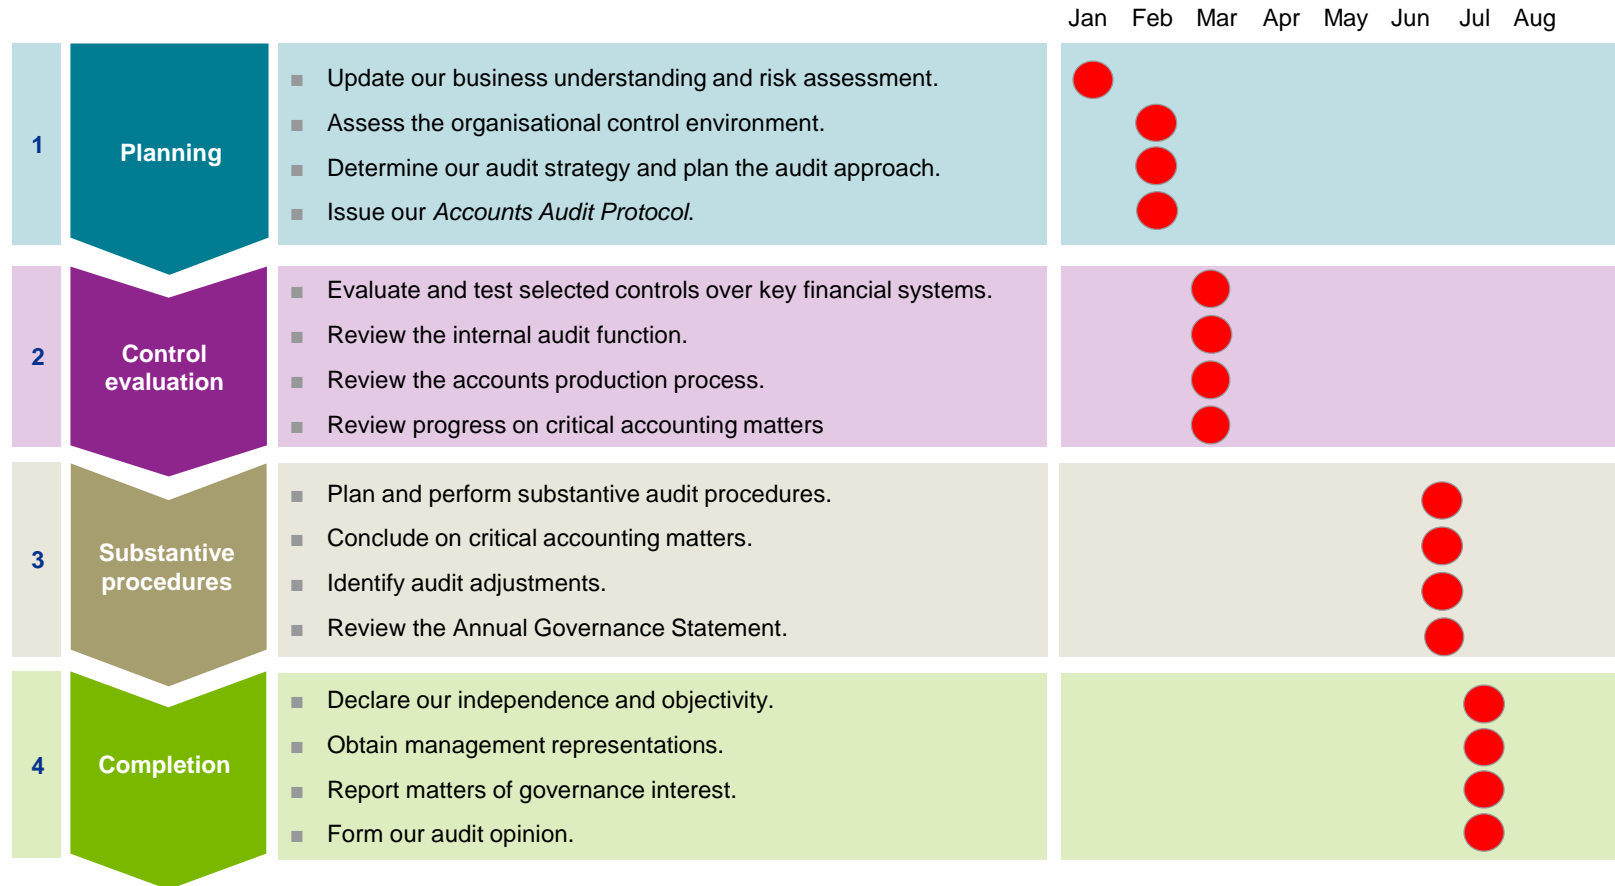 Jan Feb Mar Apr May Jun Jul Aug
1
Planning
■ Update our business understanding and risk assessment.
■ Assess the organisational control environment.
■ Determine our audit strategy and plan the audit approach.
■ Issue our Accounts Audit Protocol.
2
Control
evaluation
■ Evaluate and test selected controls over key financial systems.
■ Review the internal audit function.
■ Review the accounts production process.
■ Review progress on critical accounting matters
3
Substantive
procedures
■ Plan and perform substantive audit procedures.
■ Conclude on critical accounting matters.
■ Identify audit adjustments.
■ Review the Annual Governance Statement.
4
Completion
■ Declare our independence and objectivity.
■ Obtain management representations.
■ Report matters of governance interest.
■ Form our audit opinion.